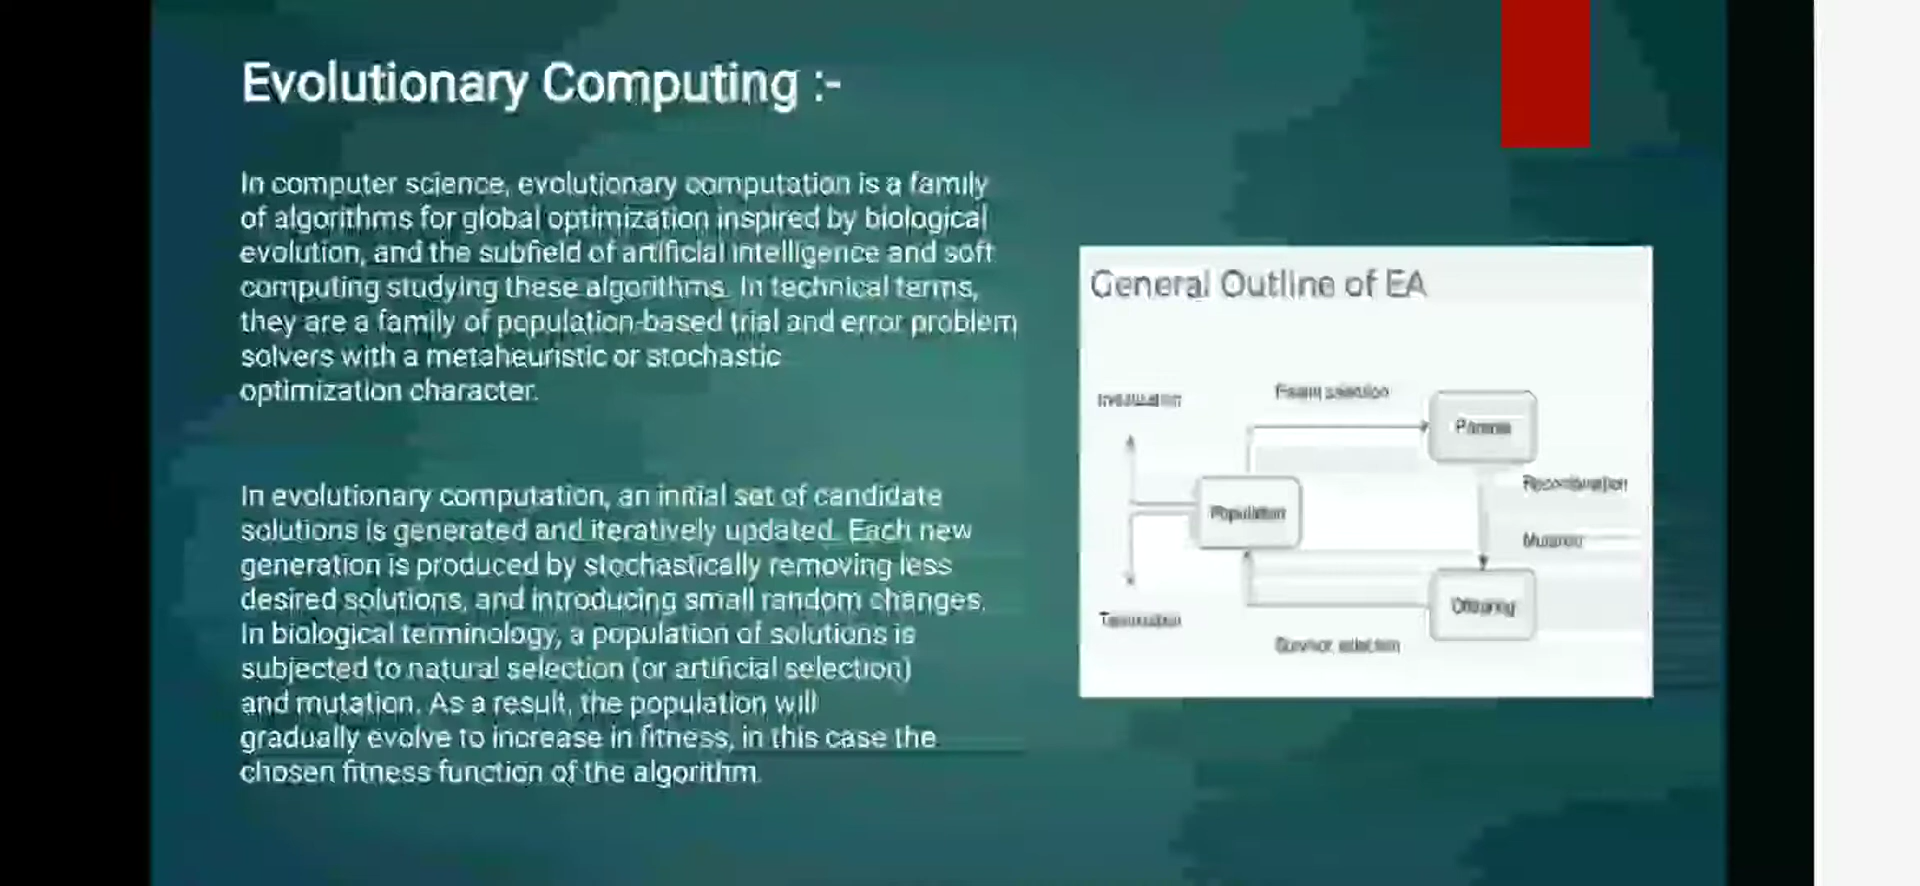 Evolutionary Computing :-
In computer science, evolutionary computation is a family
of algorithms for global optimization inspired by biological
evolution, and the subfield of artificial intelligence and soft
computing studying these algorithms. In technical terms,
they are a family of population-based trial and error problem
solvers with a metaheuristic or stochastic
optimization character.
In evolutionary computation, an initial set of candidate
solutions is generated and iteratively updated. Each new
generation is produced by stochastically removing less
desired solutions, and introducing small random changes.
In biological terminology, a population of solutions is
subjected to natural selection (or artificial selection)
and mutation. As a result, the population will
gradually evolve to increase in fitness, in this case the
chosen fitness function of the algorithm.
General Outline of EA
Parent selection
Parents
Recombination
Population
Mutation
Offspring
Termination
Survivor selection